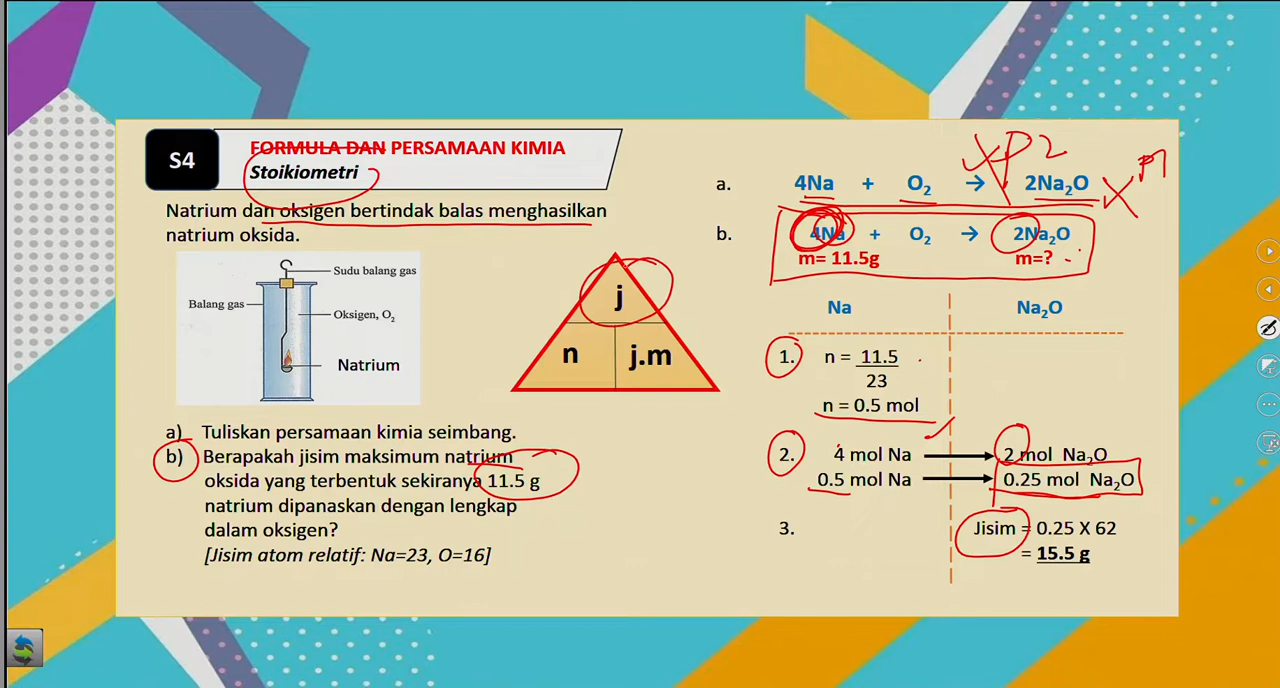 S4
FORMULA DAN PERSAMAAN KIMIA
Stoikiometri
Natrium dan oksigen bertindak balas menghasilkan
natrium oksida.
Sudu balang gas
Balang gas
Oksigen, O₂
Natrium
j
n
j.m
a) Tuliskan persamaan kimia seimbang.
b) Berapakah jisim maksimum natrium
oksida yang terbentuk sekiranya 11.5 g
natrium dipanaskan dengan lengkap
dalam oksigen?
[Jisim atom relatif: Na=23, O=16]
XP2
a. 4Na + O₂ → 2Na₂O
b. 4Na + O₂ → 2Na₂O
m= 11.5g m=?
Na Na₂O
1. n = 11.5
23
n = 0.5 mol
2. 4 mol Na → 2 mol Na₂O
0.5 mol Na → 0.25 mol Na₂O
3. Jisim = 0.25 X 62
= 15.5 g